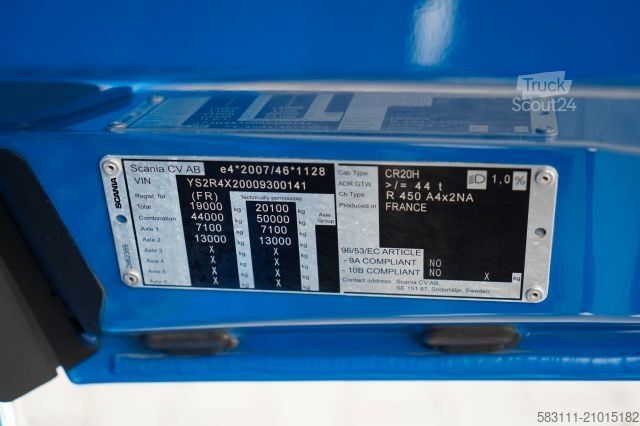 Truck
Scout24
SCANIA
Scania CV AB e4*2007/46*1128
VIN YS2R4X20009300141
Regist. for (FR) Technically permissible:
Total 19000 kg 20100 kg
Combination 44000 kg 50000 kg Axle Group
Axle 1 7100 kg 7100 kg
Axle 2 13000 kg 13000 kg
Axle 3 X kg X kg
Axle 4 X kg X kg
Axle 5 X kg X kg
Axle 6 X kg X kg
Cab Type CR20H 1,0 %
ADR GTW >/= 44 t
Ch Type R 450 A4x2NA
Produced in FRANCE
96/53/EC ARTICLE
- 9A COMPLIANT NO
- 10B COMPLIANT NO X kg
Contact address: Scania CV AB,
SE 151 87, Södertälje, Sweden
583111-21015182